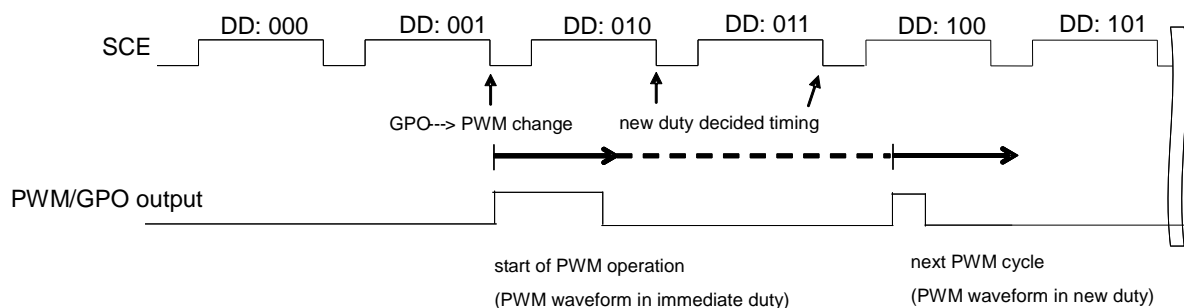 DD: 000 DD: 001 DD: 010 DD: 011 DD: 100 DD: 101
SCE
GPO---> PWM change new duty decided timing
PWM/GPO output
start of PWM operation next PWM cycle
(PWM waveform in immediate duty) (PWM waveform in new duty)